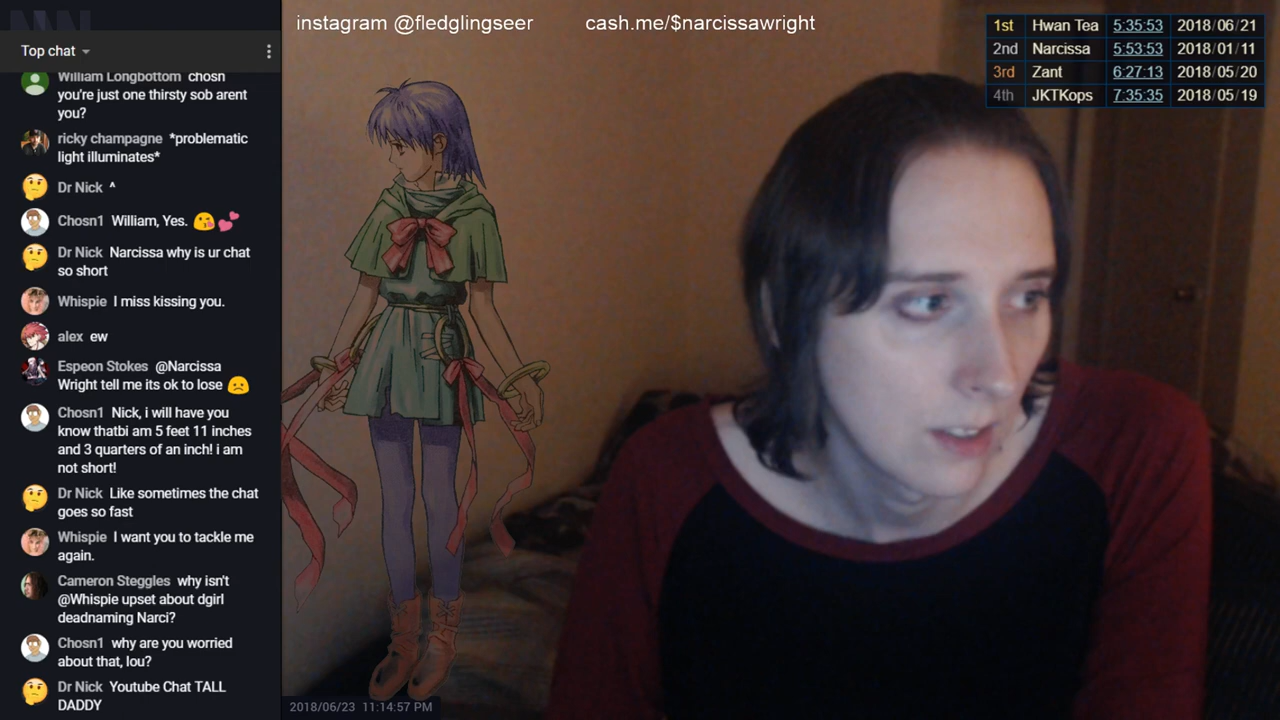 instagram @fledglingseer
cash.me/$narcissawright
1st Hwan Tea 5:35:53 2018/06/21
2nd Narcissa 5:53:53 2018/01/11
3rd Zant 6:27:13 2018/05/20
4th JKTKops 7:35:35 2018/05/19
Top chat
William Longbottom chosn
you're just one thirsty sob arent
you?
ricky champagne *problematic
light illuminates*
Dr Nick ^
Chosn1 William, Yes. 😘 💕
Dr Nick Narcissa why is ur chat
so short
Whispie I miss kissing you.
alex ew
Espeon Stokes @Narcissa
Wright tell me its ok to lose 🙁
Chosn1 Nick, i will have you
know thatbi am 5 feet 11 inches
and 3 quarters of an inch! i am
not short!
Dr Nick Like sometimes the chat
goes so fast
Whispie I want you to tackle me
again.
Cameron Steggles why isn't
@Whispie upset about dgirl
deadnaming Narci?
Chosn1 why are you worried
about that, lou?
Dr Nick Youtube Chat TALL
DADDY
2018/06/23 11:14:57 PM